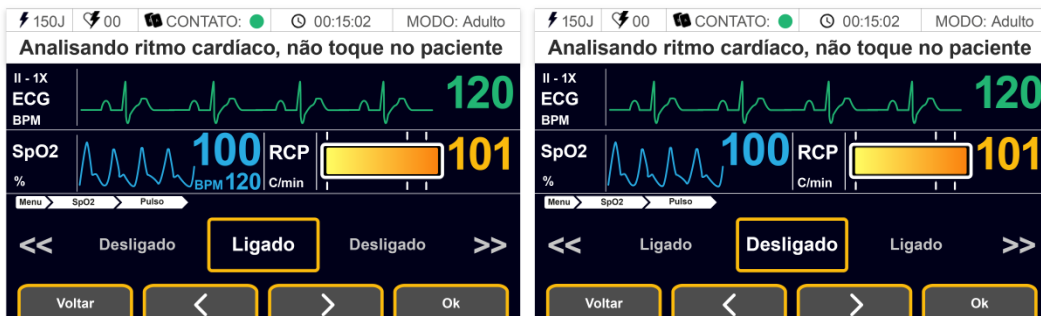 150J 00 CONTATO: 00:15:02 MODO: Adulto
Analisando ritmo cardíaco, não toque no paciente
II - 1X
ECG
BPM
120
SpO2
%
100
BPM 120
RCP
C/min
101
Menu SpO2 Pulso
<< Desligado Ligado Desligado >>
Voltar < > Ok
150J 00 CONTATO: 00:15:02 MODO: Adulto
Analisando ritmo cardíaco, não toque no paciente
II - 1X
ECG
BPM
120
SpO2
%
100
RCP
C/min
101
Menu SpO2 Pulso
<< Ligado Desligado Ligado >>
Voltar < > Ok